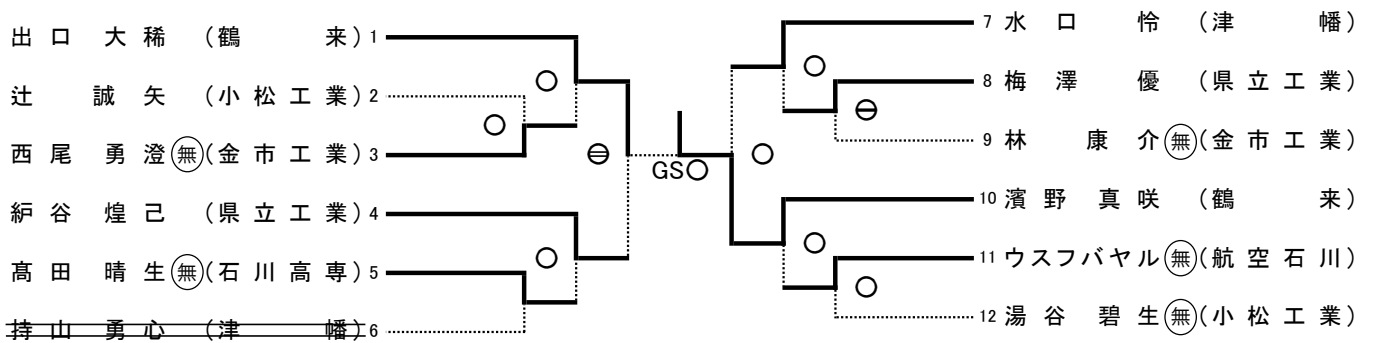 出口 大稀 (鶴 来) 1
辻 誠矢 (小松工業) 2
西尾 勇澄 無 (金市工業) 3
紵谷 煌己 (県立工業) 4
髙田 晴生 無 (石川高専) 5
持山 勇心 (津 幡) 6
GS
7 水口 怜 (津 幡)
8 梅澤 優 (県立工業)
9 林 康介 無 (金市工業)
10 濱野 真咲 (鶴 来)
11 ウスフバヤル 無 (航空石川)
12 湯谷 碧生 無 (小松工業)